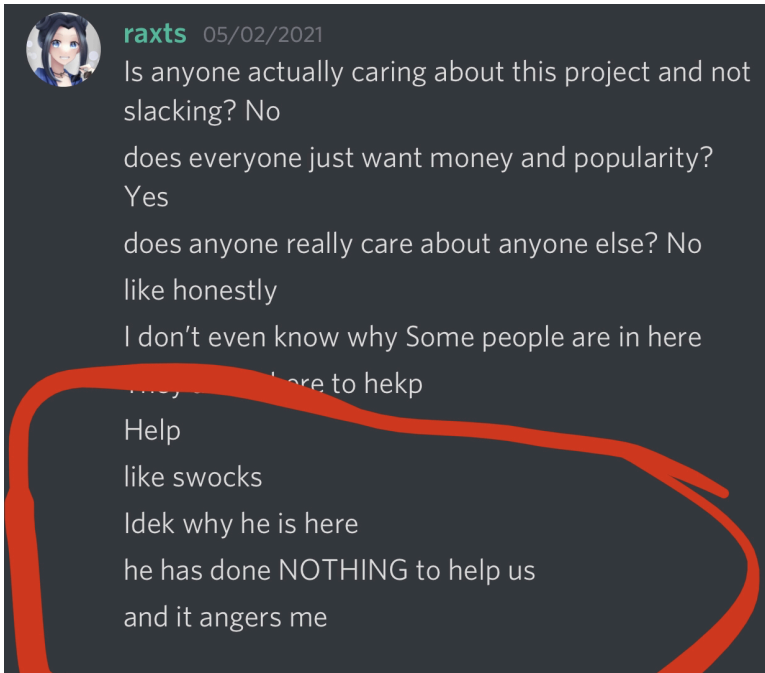 raxts 05/02/2021
Is anyone actually caring about this project and not
slacking? No
does everyone just want money and popularity?
Yes
does anyone really care about anyone else? No
like honestly
I don't even know why Some people are in here
to hekp
Help
like swocks
Idek why he is here
he has done NOTHING to help us
and it angers me